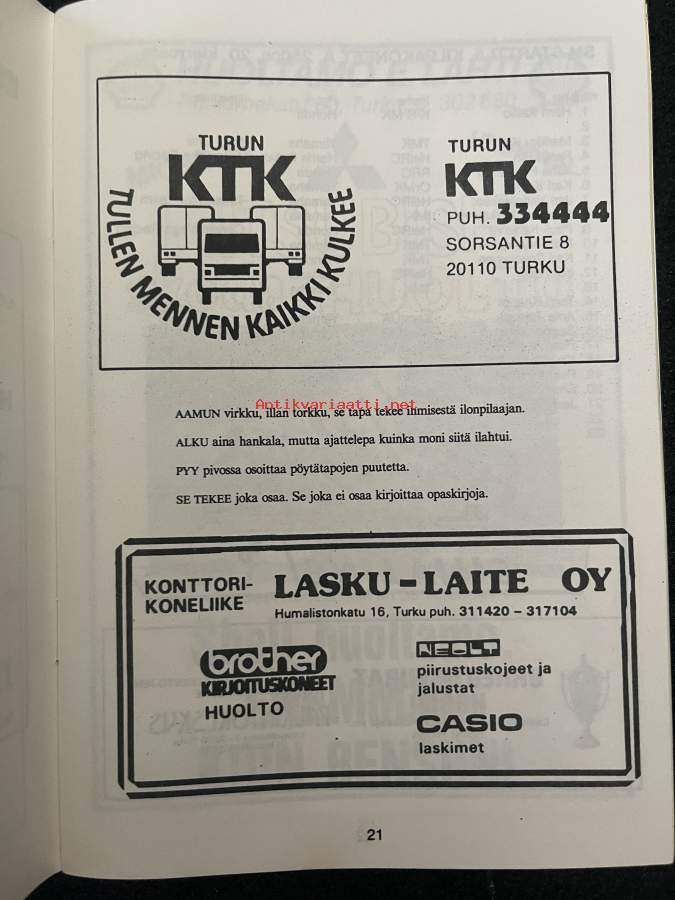 TURUN
KTK
TULLEN MENNEN KAIKKI KULKEE
TURUN
KTK
PUH. 334444
SORSANTIE 8
20110 TURKU
Antikvariaatti.net
AAMUN virkku, illan torkku, se tapa tekee ihmisestä ilonpilaajan.
ALKU aina hankala, mutta ajattelepa kuinka moni siitä ilahtui.
PYY pivossa osoittaa pöytätapojen puutetta.
SE TEKEE joka osaa. Se joka ei osaa kirjoittaa opaskirjoja.
KONTTORI-
KONELIIKE
LASKU-LAITE OY
Humalistonkatu 16, Turku puh. 311420 – 317104
brother
KIRJOITUSKONEET
HUOLTO
NEOLT
piirustuskojeet ja
jalustat
CASIO
laskimet
21